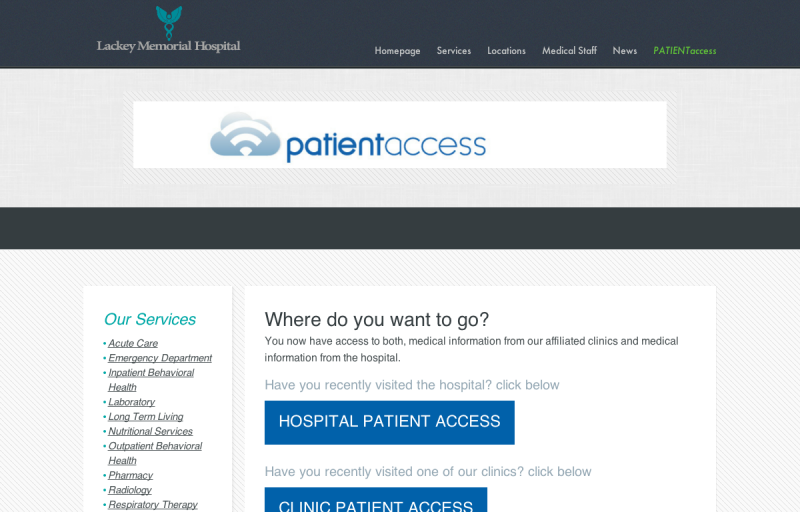 Lackey Memorial Hospital
Homepage Services Locations Medical Staff News PATIENTaccess
patientaccess
Our Services
• Acute Care
• Emergency Department
• Inpatient Behavioral
Health
• Laboratory
• Long Term Living
• Nutritional Services
• Outpatient Behavioral
Health
• Pharmacy
• Radiology
• Respiratory Therapy
Where do you want to go?
You now have access to both, medical information from our affiliated clinics and medical
information from the hospital.
Have you recently visited the hospital? click below
HOSPITAL PATIENT ACCESS
Have you recently visited one of our clinics? click below
CLINIC PATIENT ACCESS